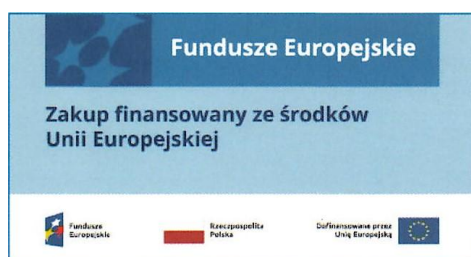 Fundusze Europejskie
Zakup finansowany ze środków
Unii Europejskiej
Fundusze
Europejskie
Rzeczpospolita
Polska
Dofinansowane przez
Unię Europejską